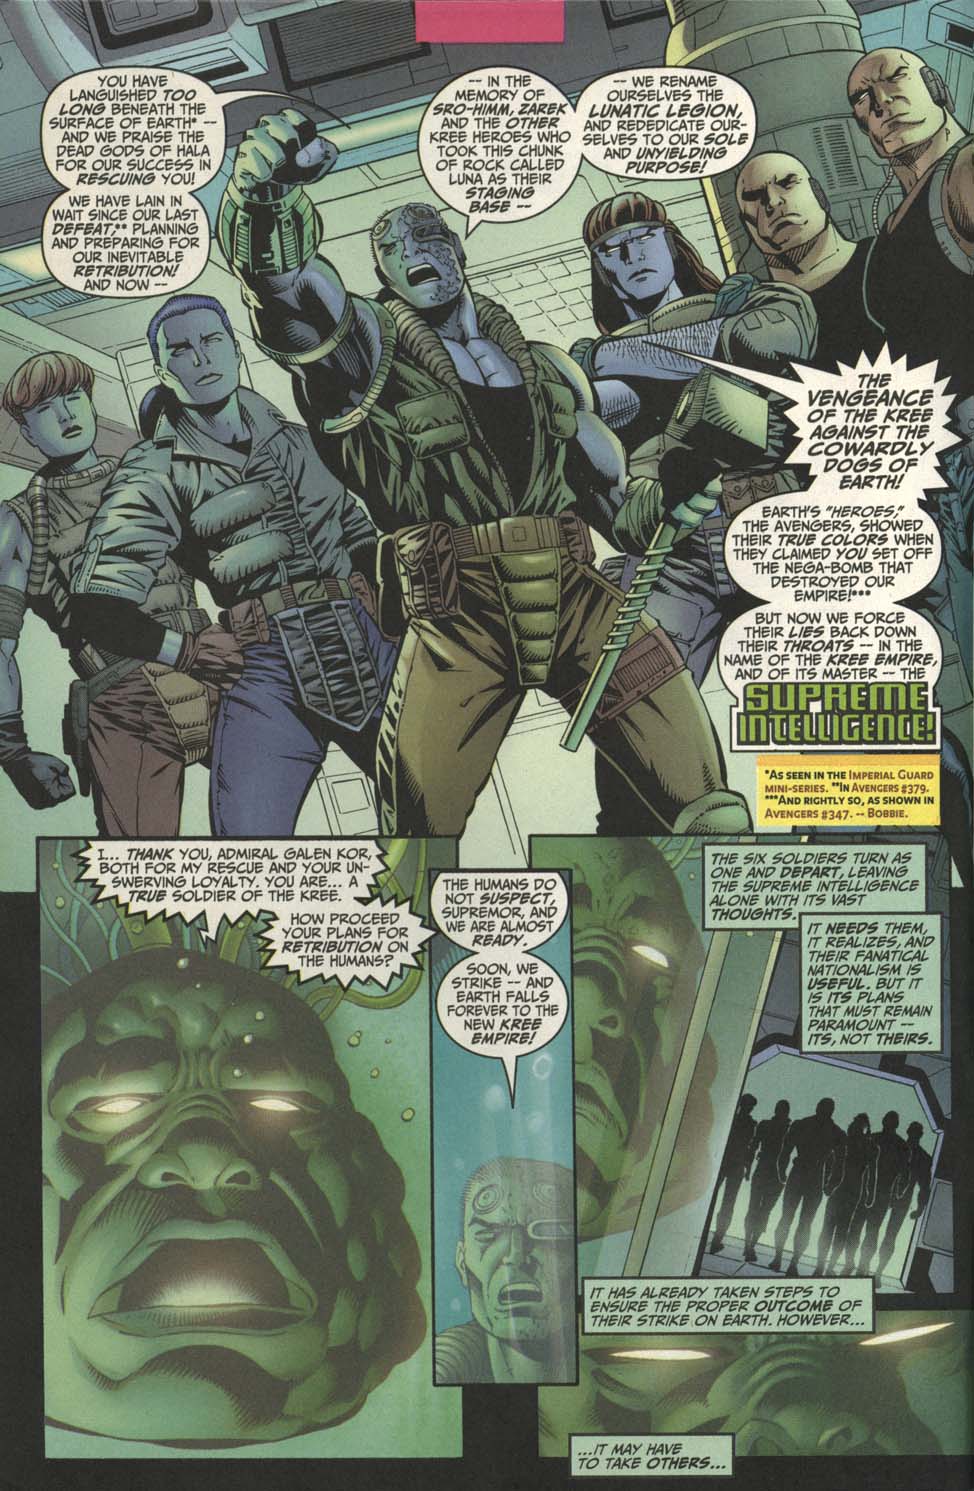 YOU HAVE
LANGUISHED TOO
LONG BENEATH THE
SURFACE OF EARTH* --
AND WE PRAISE THE
DEAD GODS OF HALA
FOR OUR SUCCESS IN
RESCUING YOU!
WE HAVE LAIN IN
WAIT SINCE OUR LAST
DEFEAT,** PLANNING
AND PREPARING FOR
OUR INEVITABLE
RETRIBUTION!
AND NOW --
-- IN THE
MEMORY OF
SRO-HIMM, ZAREK
AND THE OTHER
KREE HEROES WHO
TOOK THIS CHUNK
OF ROCK CALLED
LUNA AS THEIR
STAGING
BASE --
-- WE RENAME
OURSELVES THE
LUNATIC LEGION,
AND REDEDICATE OUR-
SELVES TO OUR SOLE
AND UNYIELDING
PURPOSE!
THE
VENGEANCE
OF THE KREE
AGAINST THE
COWARDLY
DOGS OF
EARTH!
EARTH'S "HEROES,"
THE AVENGERS, SHOWED
THEIR TRUE COLORS WHEN
THEY CLAIMED YOU SET OFF
THE NEGA-BOMB THAT
DESTROYED OUR
EMPIRE!***
BUT NOW WE FORCE
THEIR LIES BACK DOWN
THEIR THROATS -- IN THE
NAME OF THE KREE EMPIRE,
AND OF ITS MASTER -- THE
SUPREME
INTELLIGENCE!
*AS SEEN IN THE IMPERIAL GUARD
MINI-SERIES. **IN AVENGERS #379.
***AND RIGHTLY SO, AS SHOWN IN
AVENGERS #347. -- BOBBIE.
I... THANK YOU, ADMIRAL GALEN KOR,
BOTH FOR MY RESCUE AND YOUR UN-
SWERVING LOYALTY. YOU ARE... A
TRUE SOLDIER OF THE KREE.
HOW PROCEED
YOUR PLANS FOR
RETRIBUTION ON
THE HUMANS?
THE HUMANS DO
NOT SUSPECT,
SUPREMOR, AND
WE ARE ALMOST
READY.
SOON, WE
STRIKE -- AND
EARTH FALLS
FOREVER TO THE
NEW KREE
EMPIRE!
THE SIX SOLDIERS TURN AS
ONE AND DEPART, LEAVING
THE SUPREME INTELLIGENCE
ALONE WITH ITS VAST
THOUGHTS.
IT NEEDS THEM,
IT REALIZES, AND
THEIR FANATICAL
NATIONALISM IS
USEFUL. BUT IT
IS ITS PLANS
THAT MUST REMAIN
PARAMOUNT --
ITS, NOT THEIRS.
IT HAS ALREADY TAKEN STEPS TO
ENSURE THE PROPER OUTCOME OF
THEIR STRIKE ON EARTH. HOWEVER...
...IT MAY HAVE
TO TAKE OTHERS...